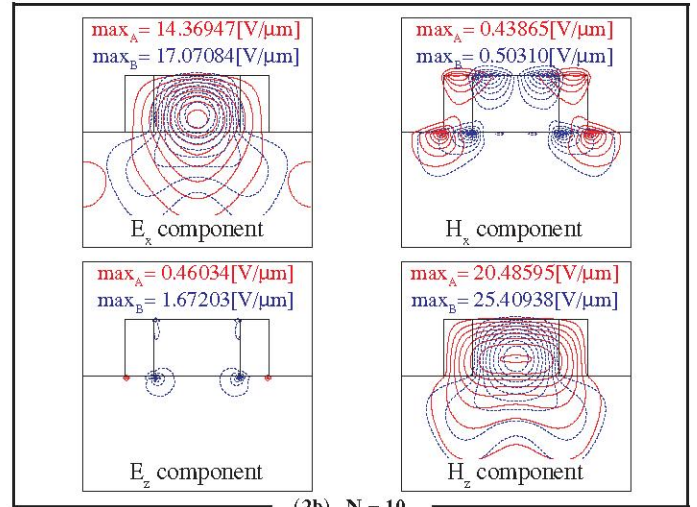 max_A = 14.36947[V/μm]
max_B = 17.07084[V/μm]
E_x component
max_A = 0.43865[V/μm]
max_B = 0.50310[V/μm]
H_x component
max_A = 0.46034[V/μm]
max_B = 1.67203[V/μm]
E_z component
max_A = 20.48595[V/μm]
max_B = 25.40938[V/μm]
H_z component
(2b) N = 10